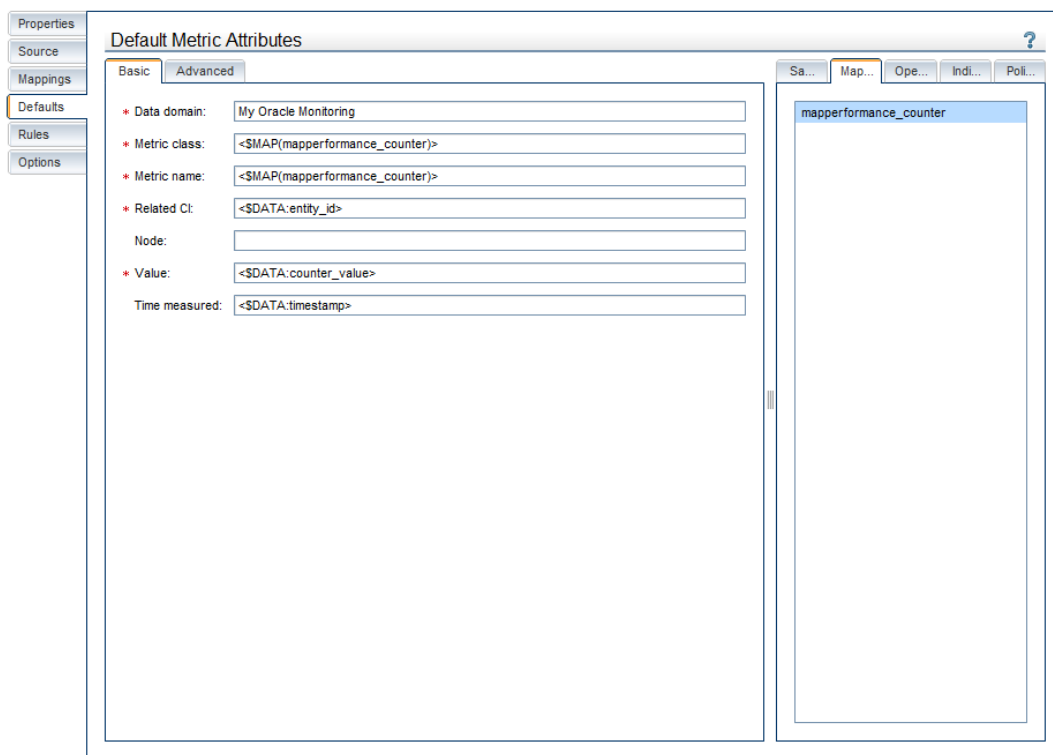 Properties
Source
Mappings
Defaults
Rules
Options
Default Metric Attributes
?
Basic Advanced
* Data domain: My Oracle Monitoring
* Metric class: <$MAP(mapperformance_counter)>
* Metric name: <$MAP(mapperformance_counter)>
* Related CI: <$DATA:entity_id>
Node:
* Value: <$DATA:counter_value>
Time measured: <$DATA:timestamp>
Sa... Map... Ope... Indi... Poli...
mapperformance_counter